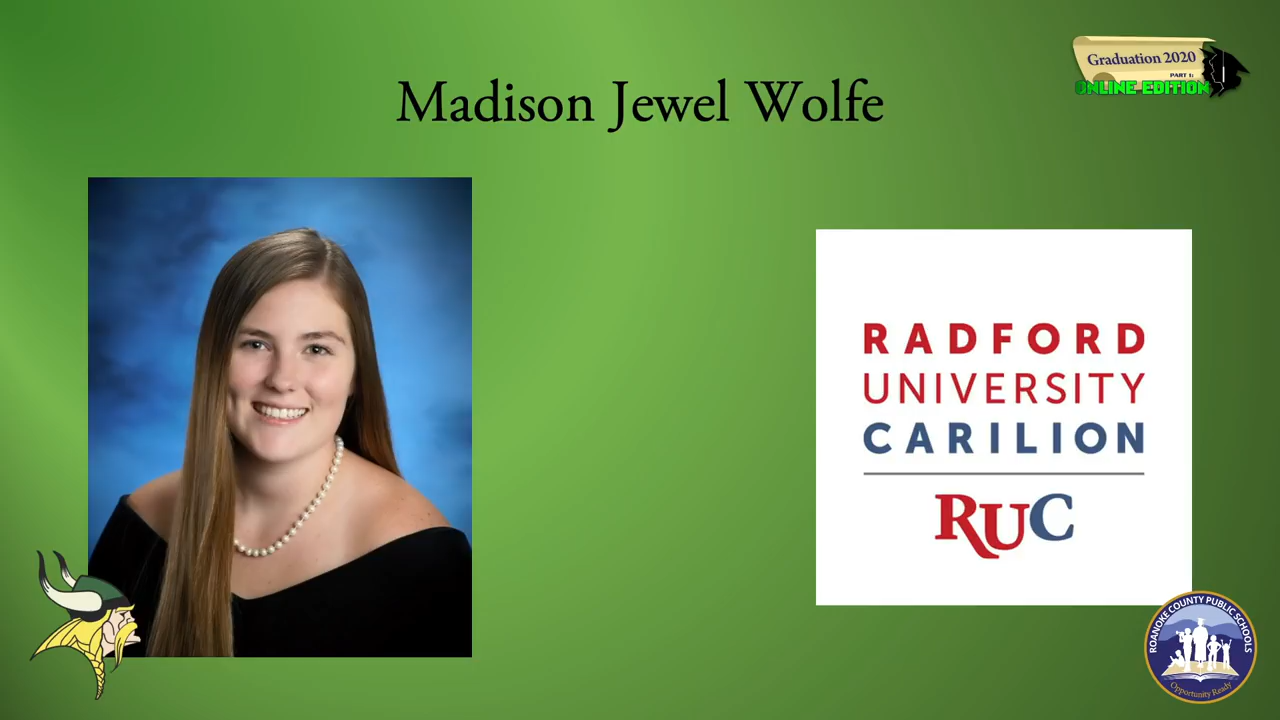 Graduation 2020
PART 1:
ONLINE EDITION
Madison Jewel Wolfe
RADFORD
UNIVERSITY
CARILION
RUC
ROANOKE COUNTY PUBLIC SCHOOLS
Opportunity Ready